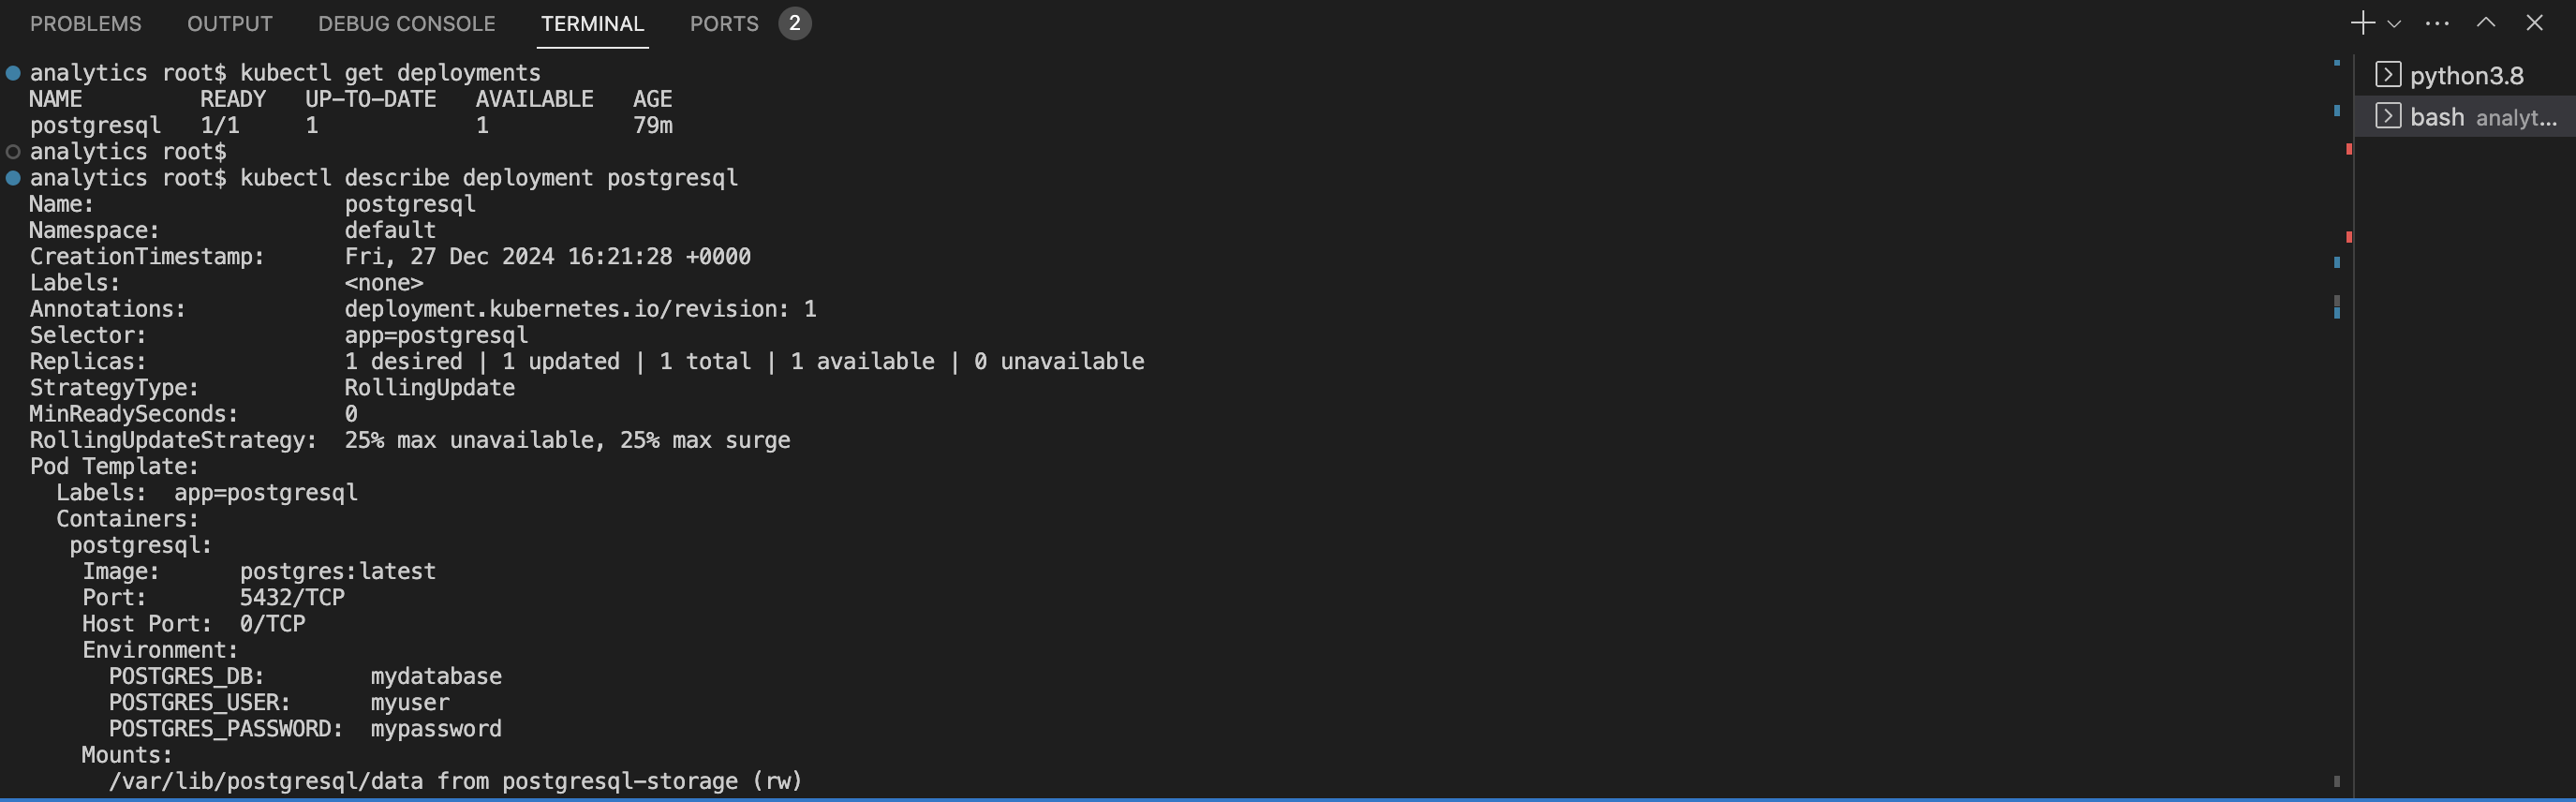 PROBLEMS OUTPUT DEBUG CONSOLE TERMINAL PORTS 2
analytics root$ kubectl get deployments
NAME READY UP-TO-DATE AVAILABLE AGE
postgresql 1/1 1 1 79m
analytics root$
analytics root$ kubectl describe deployment postgresql
Name: postgresql
Namespace: default
CreationTimestamp: Fri, 27 Dec 2024 16:21:28 +0000
Labels: <none>
Annotations: deployment.kubernetes.io/revision: 1
Selector: app=postgresql
Replicas: 1 desired | 1 updated | 1 total | 1 available | 0 unavailable
StrategyType: RollingUpdate
MinReadySeconds: 0
RollingUpdateStrategy: 25% max unavailable, 25% max surge
Pod Template:
Labels: app=postgresql
Containers:
postgresql:
Image: postgres:latest
Port: 5432/TCP
Host Port: 0/TCP
Environment:
POSTGRES_DB: mydatabase
POSTGRES_USER: myuser
POSTGRES_PASSWORD: mypassword
Mounts:
/var/lib/postgresql/data from postgresql-storage (rw)
python3.8
bash analyt...